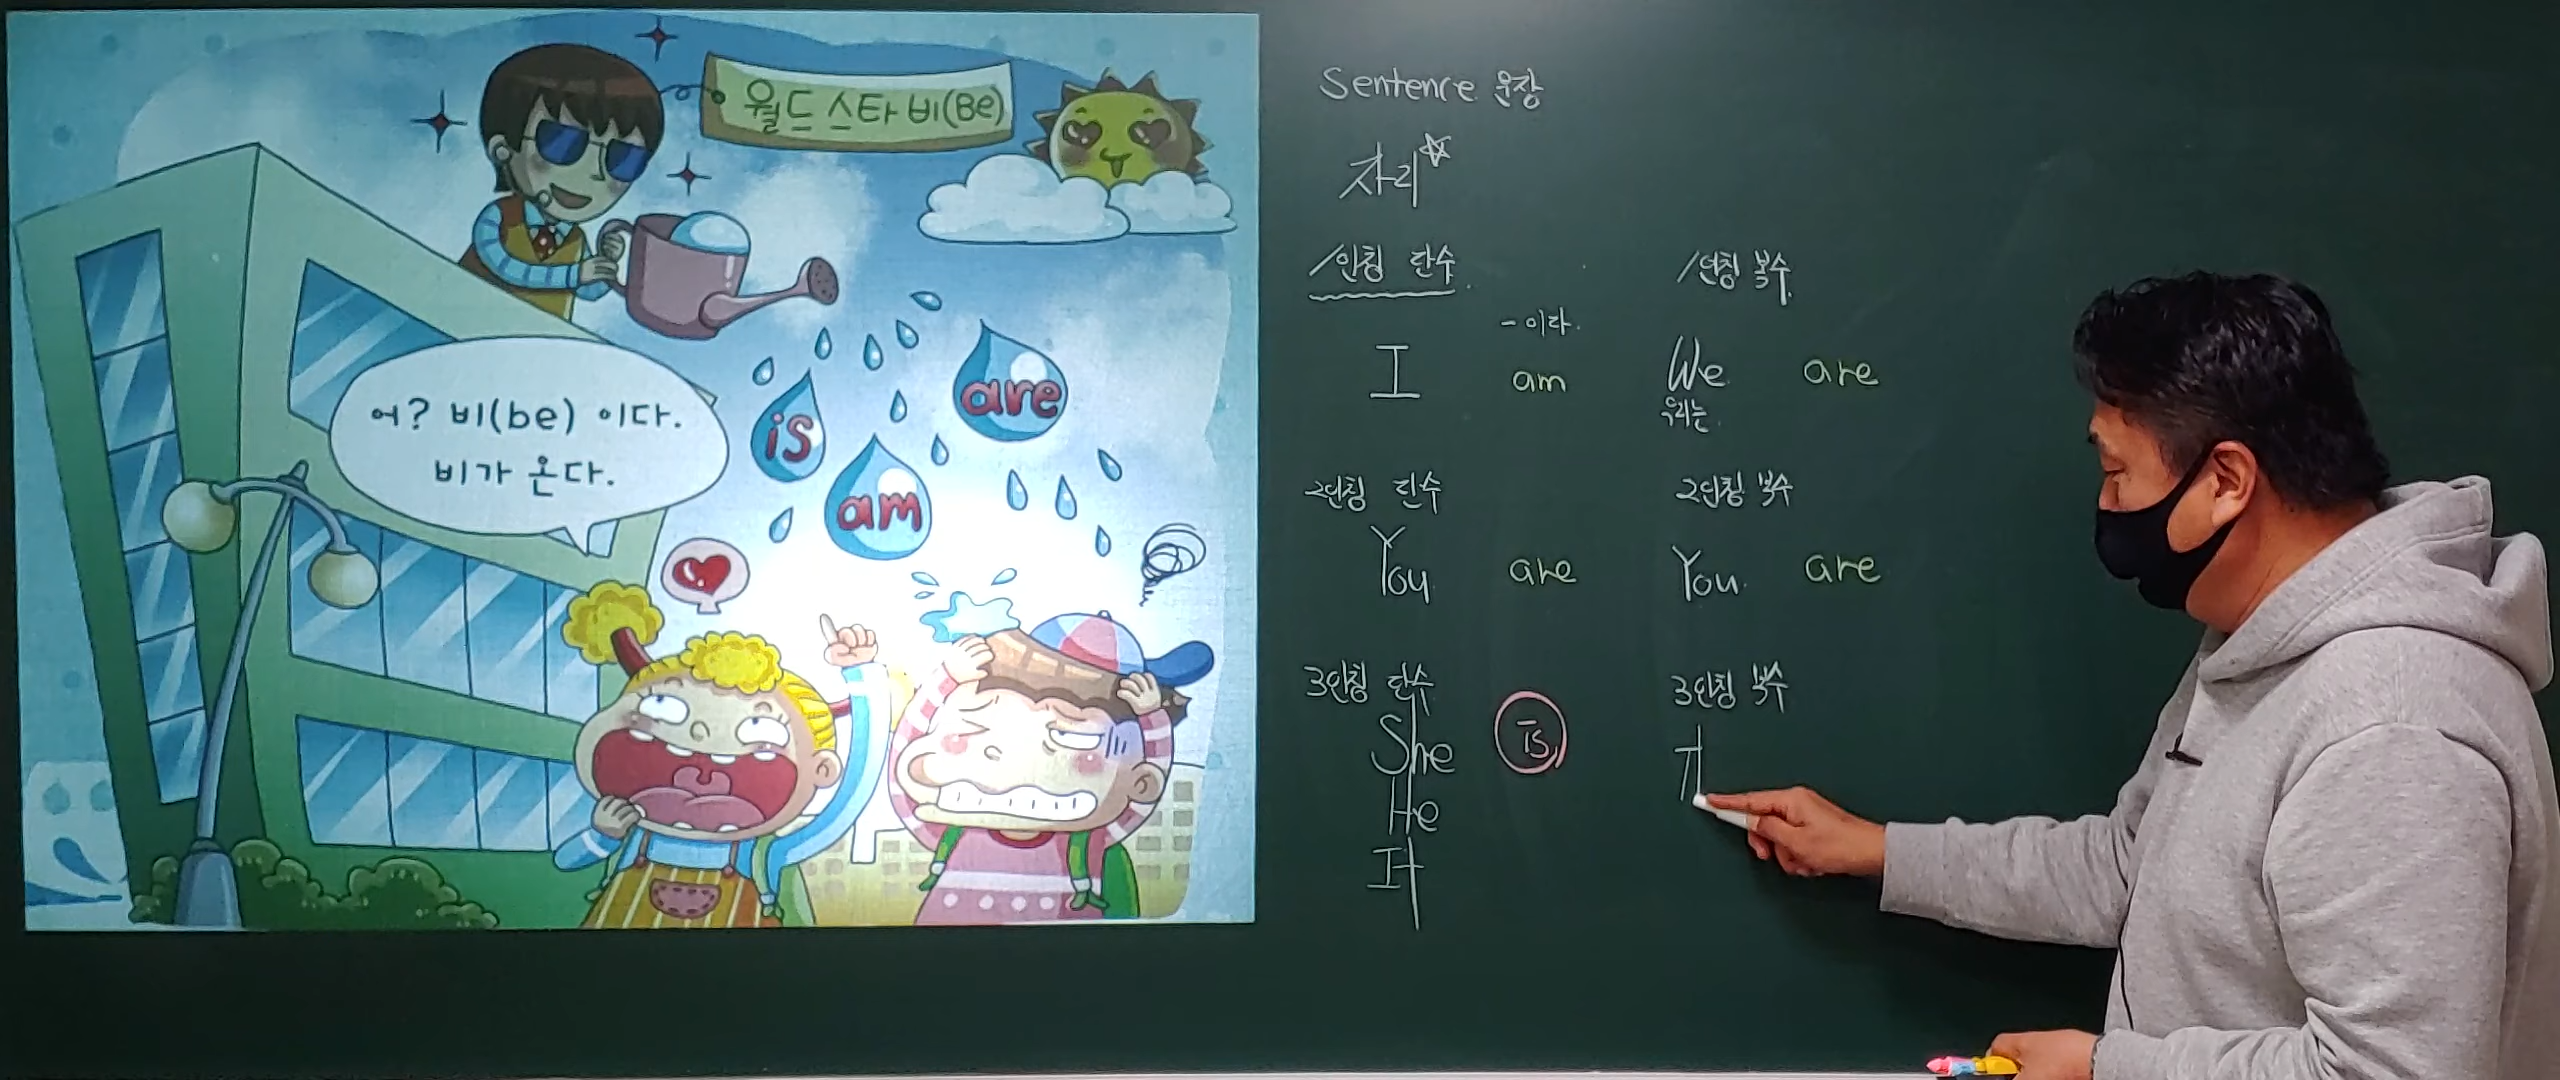 월드 스타 비(Be)
어? 비(be) 이다.
비가 온다.
is
am
are
Sentence 문장
자리
1인칭 단수
1인칭 복수
-이다.
I am
We are
우리는
2인칭 단수
2인칭 복수
You are
You are
3인칭 단수
3인칭 복수
She is
He
It